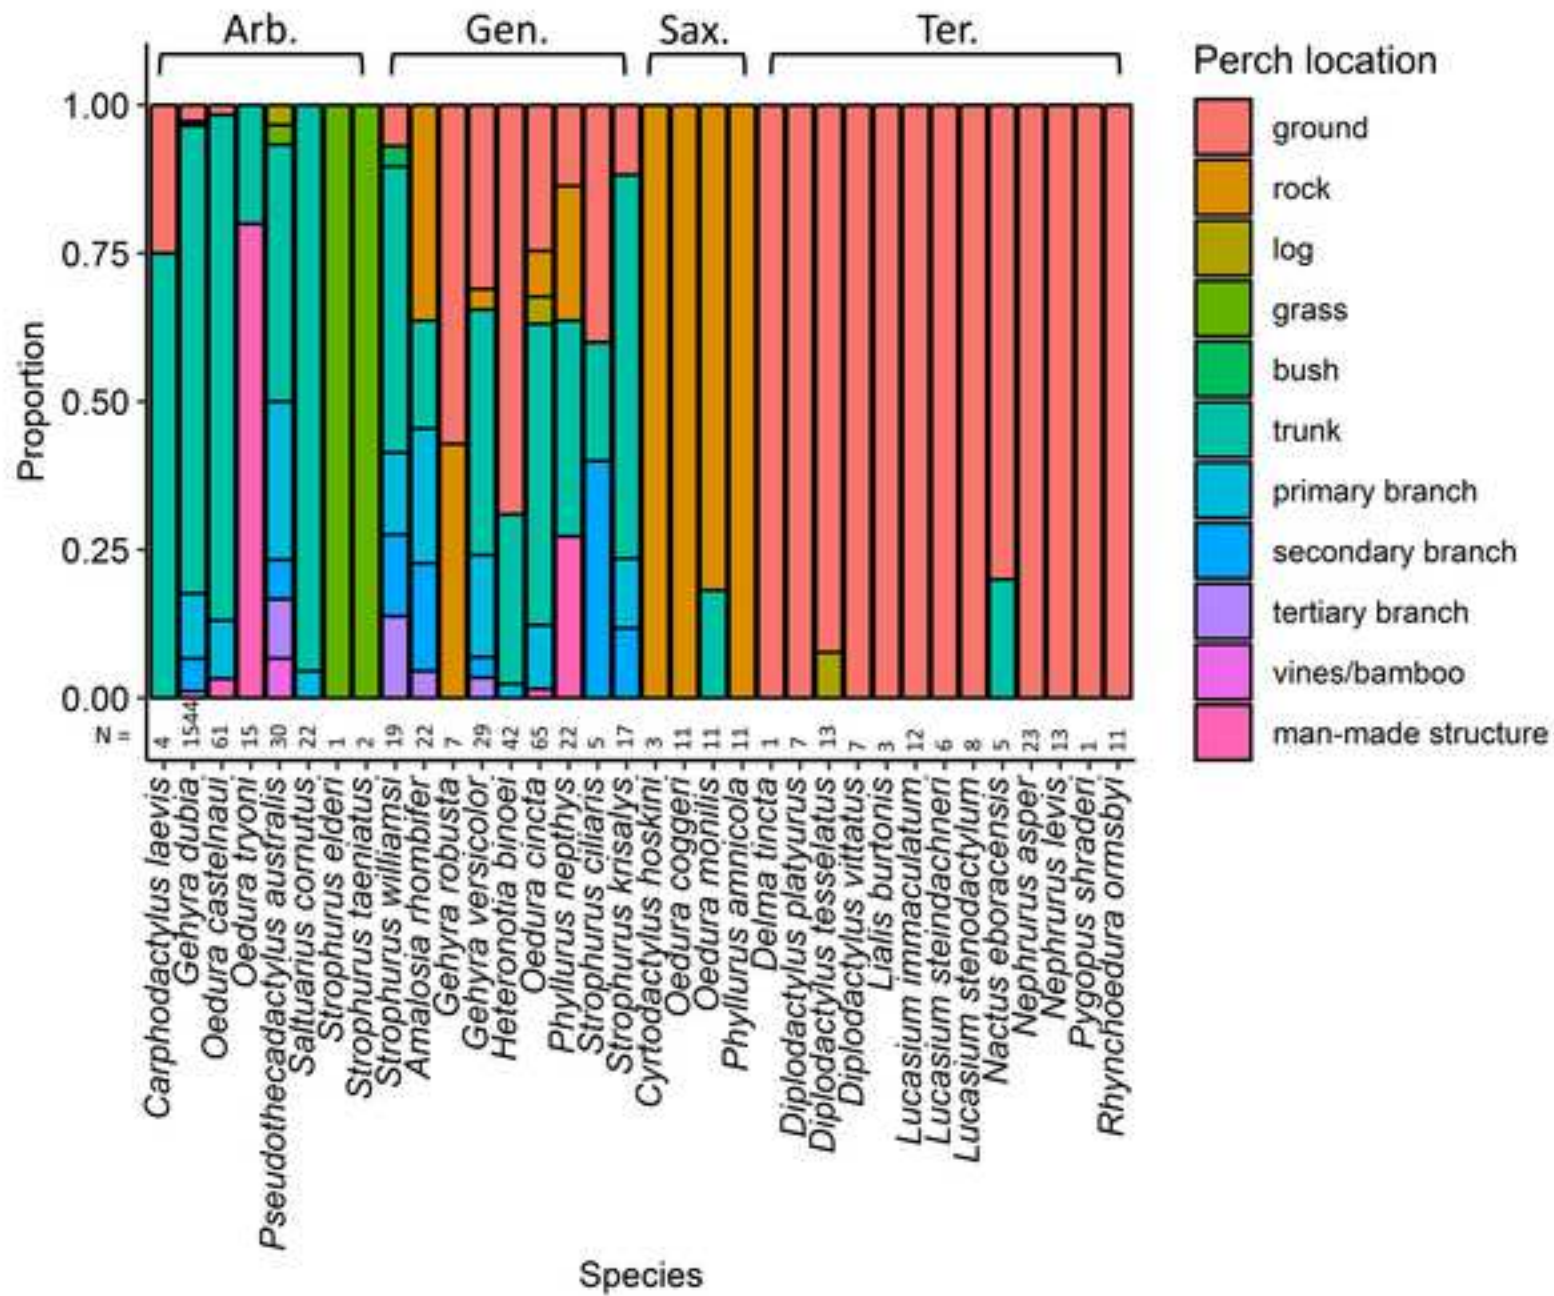 Arb. Gen. Sax. Ter.
Perch location
ground
rock
log
grass
bush
trunk
primary branch
secondary branch
tertiary branch
vines/bamboo
man-made structure
Proportion
1.00
0.75
0.50
0.25
0.00
N = 4 1544 61 15 30 22 1 2 19 22 7 29 42 65 22 5 17 3 11 11 11 1 7 13 7 3 12 6 8 5 23 13 1 11
Carphodactylus laevis
Gehyra dubia
Oedura castelnaui
Oedura tryoni
Pseudothecadactylus australis
Saltuarius cornutus
Strophurus elderi
Strophurus taeniatus
Strophurus williamsi
Amalosia rhombifer
Gehyra robusta
Gehyra versicolor
Heteronotia binoei
Oedura cincta
Phyllurus nepthys
Strophurus ciliaris
Strophurus krisalys
Cyrtodactylus hoskini
Oedura coggeri
Oedura monilis
Phyllurus amnicola
Delma tincta
Diplodactylus platyurus
Diplodactylus tesselatus
Diplodactylus vittatus
Lialis burtonis
Lucasium immaculatum
Lucasium steindachneri
Lucasium stenodactylum
Nactus eboracensis
Nephrurus asper
Nephrurus levis
Pygopus shraderi
Rhynchoedura ormsbyi
Species